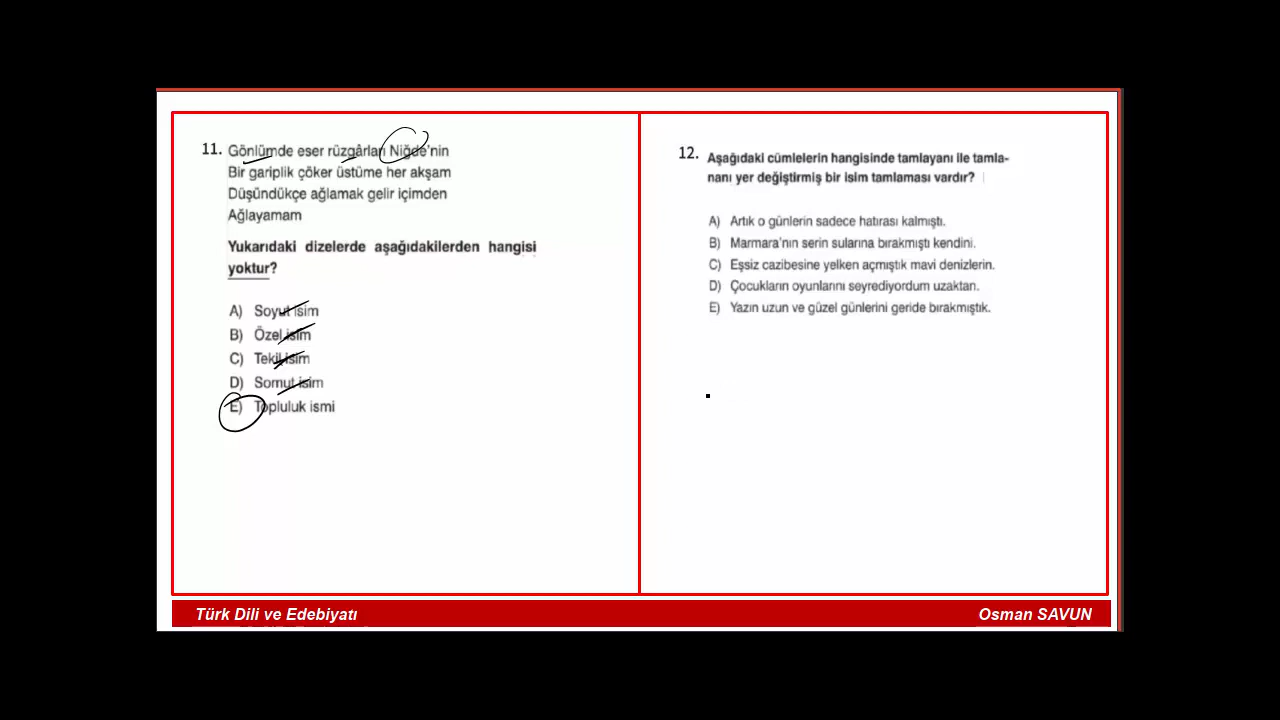 11. Gönlümde eser rüzgârları Niğde'nin
Bir gariplik çöker üstüme her akşam
Düşündükçe ağlamak gelir içimden
Ağlayamam
Yukarıdaki dizelerde aşağıdakilerden hangisi
yoktur?
A) Soyut isim
B) Özel isim
C) Tekil isim
D) Somut isim
E) Topluluk ismi
12. Aşağıdaki cümlelerin hangisinde tamlayanı ile tamla-
nanı yer değiştirmiş bir isim tamlaması vardır?
A) Artık o günlerin sadece hatırası kalmıştı.
B) Marmara'nın serin sularına bırakmıştı kendini.
C) Eşsiz cazibesine yelken açmıştık mavi denizlerin.
D) Çocukların oyunlarını seyrediyordum uzaktan.
E) Yazın uzun ve güzel günlerini geride bırakmıştık.
Türk Dili ve Edebiyatı
Osman SAVUN